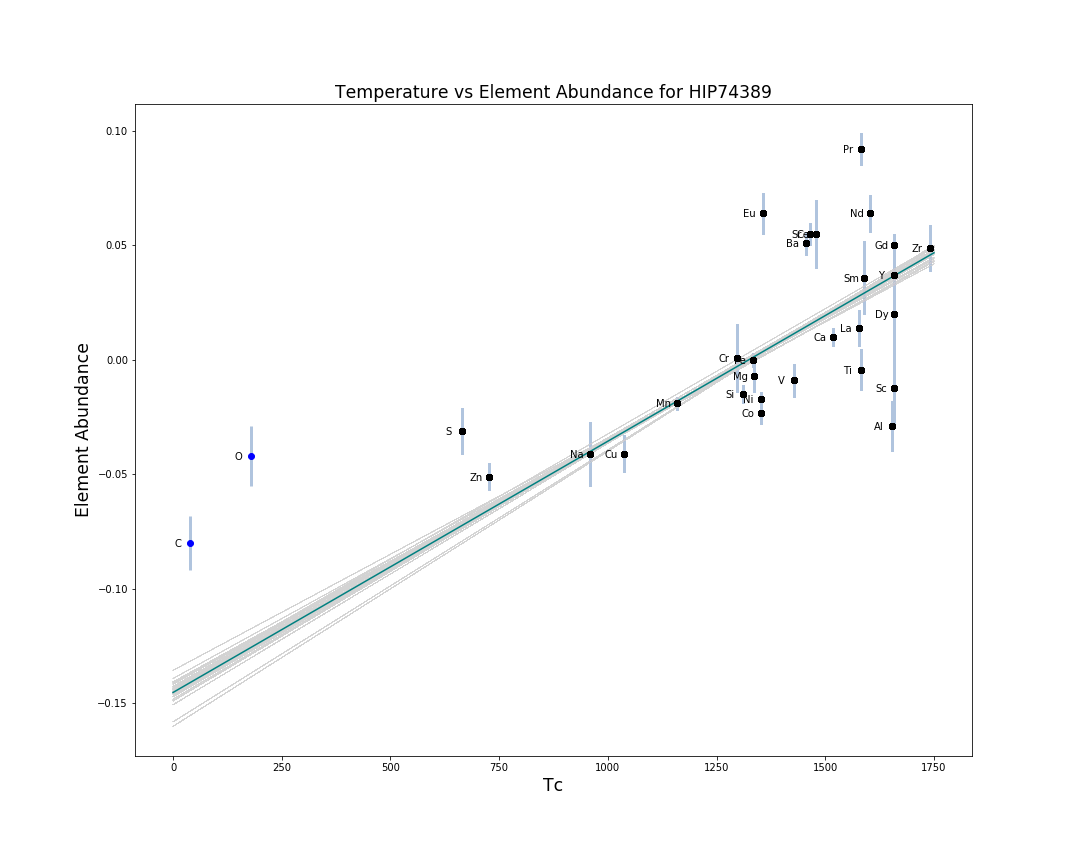 Temperature vs Element Abundance for HIP74389
Element Abundance
0.10
0.05
0.00
−0.05
−0.10
−0.15
Pr
Eu
Nd
Ba
Gd
Zr
Sm
Y
Dy
La
Ca
Cr
Mg
Ti
V
Si
Ni
Sc
Co
Mn
Al
S
O
Na
Cu
Zn
C
0
250
500
750
1000
1250
1500
1750
Tc